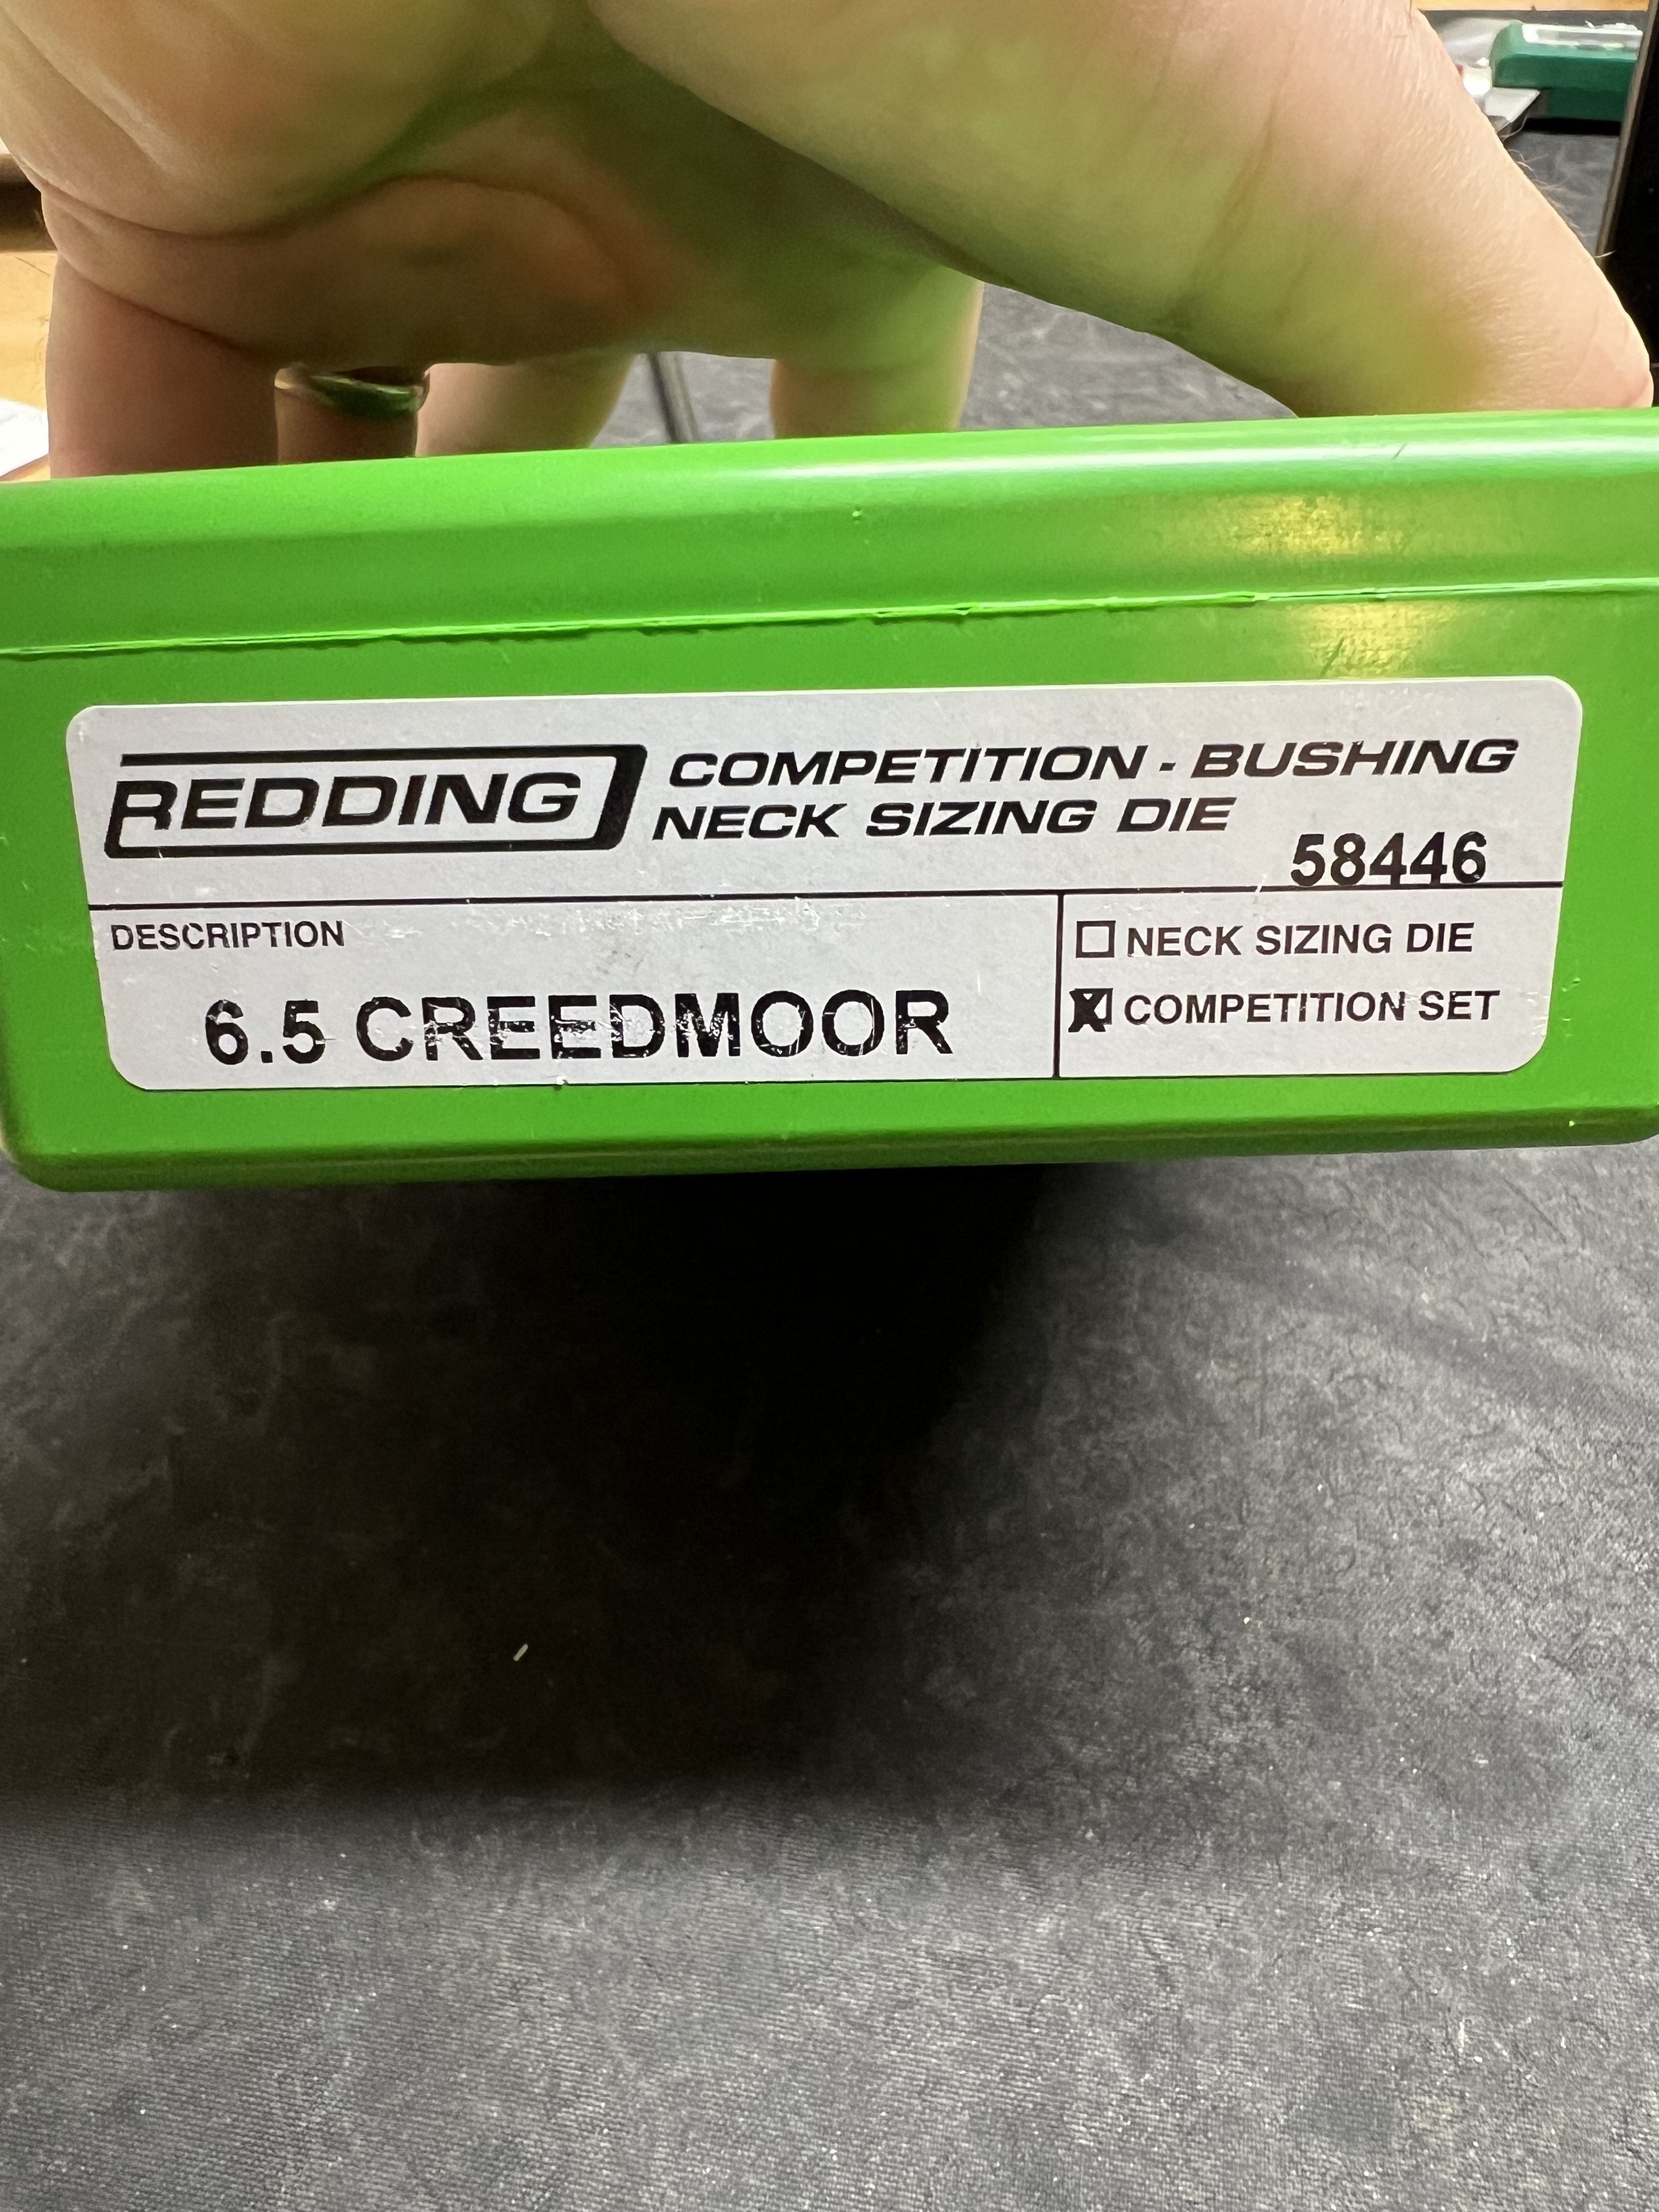 REDDING COMPETITION - BUSHING
NECK SIZING DIE
58446
DESCRIPTION
6.5 CREEDMOOR
☐ NECK SIZING DIE
☒ COMPETITION SET